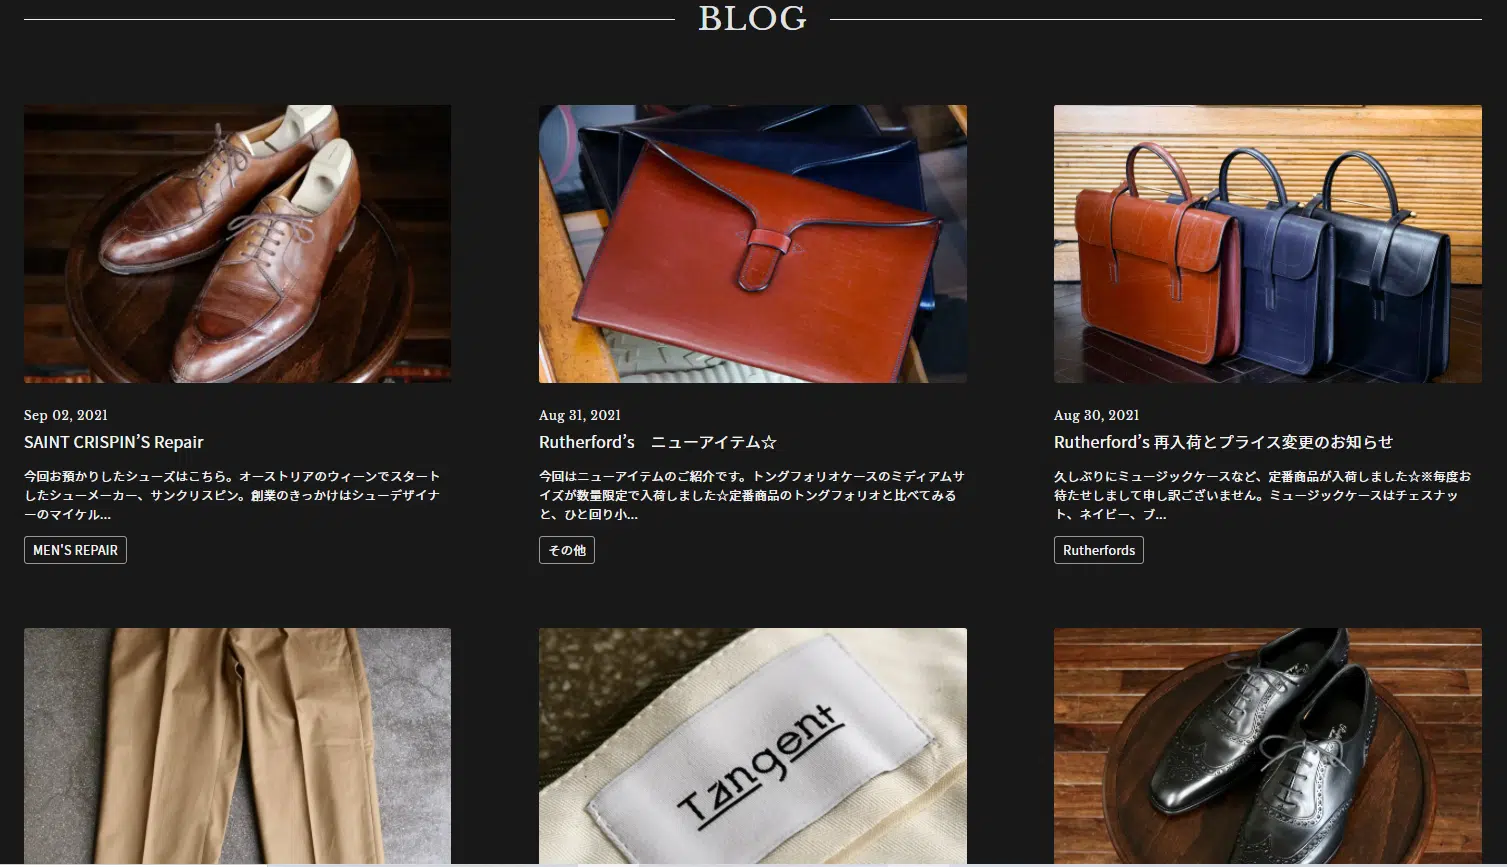 BLOG
Sep 02, 2021
SAINT CRISPIN’S Repair
今回お預かりしたシューズはこちら。オーストリアのウィーンでスタート
したシューメーカー、サンクリスピン。創業のきっかけはシューデザイナ
ーのマイケル...
MEN'S REPAIR
Aug 31, 2021
Rutherford’s　ニューアイテム☆
今回はニューアイテムのご紹介です。トングフォリオケースのミディアムサ
イズが数量限定で入荷しました☆定番商品のトングフォリオと比べてみる
と、ひと回り小...
その他
Aug 30, 2021
Rutherford’s 再入荷とプライス変更のお知らせ
久しぶりにミュージックケースなど、定番商品が入荷しました☆※毎度お
待たせしまして申し訳ございません。ミュージックケースはチェスナッ
ト、ネイビー、ブ...
Rutherfords
Tangent